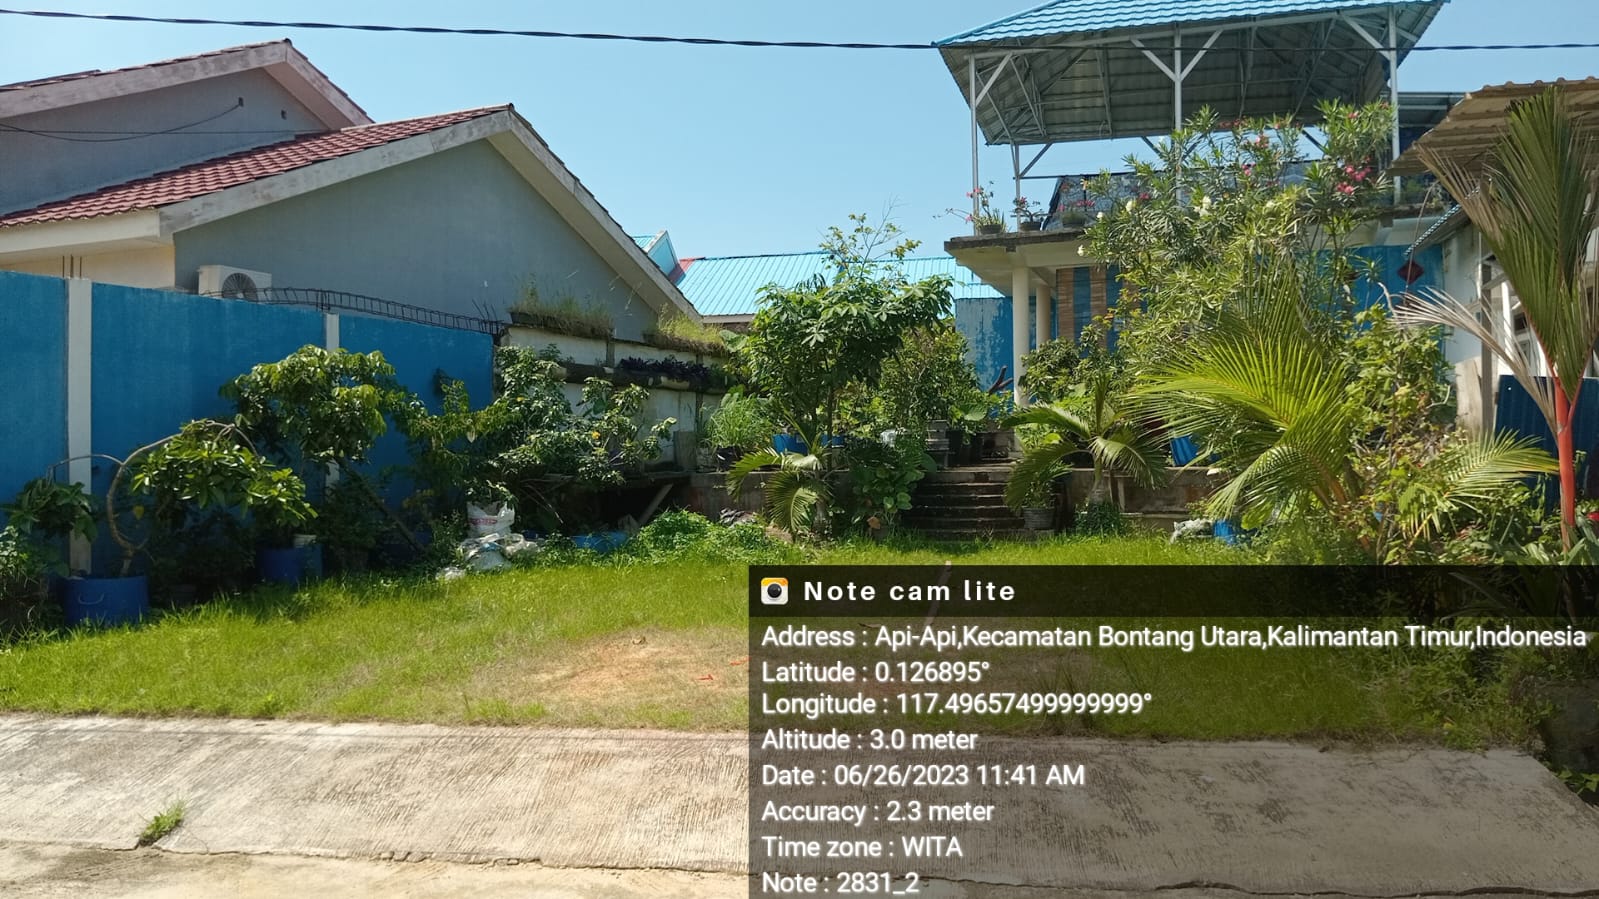 Note cam lite
Address : Api-Api,Kecamatan Bontang Utara,Kalimantan Timur,Indonesia
Latitude : 0.126895°
Longitude : 117.49657499999999°
Altitude : 3.0 meter
Date : 06/26/2023 11:41 AM
Accuracy : 2.3 meter
Time zone : WITA
Note : 2831_2